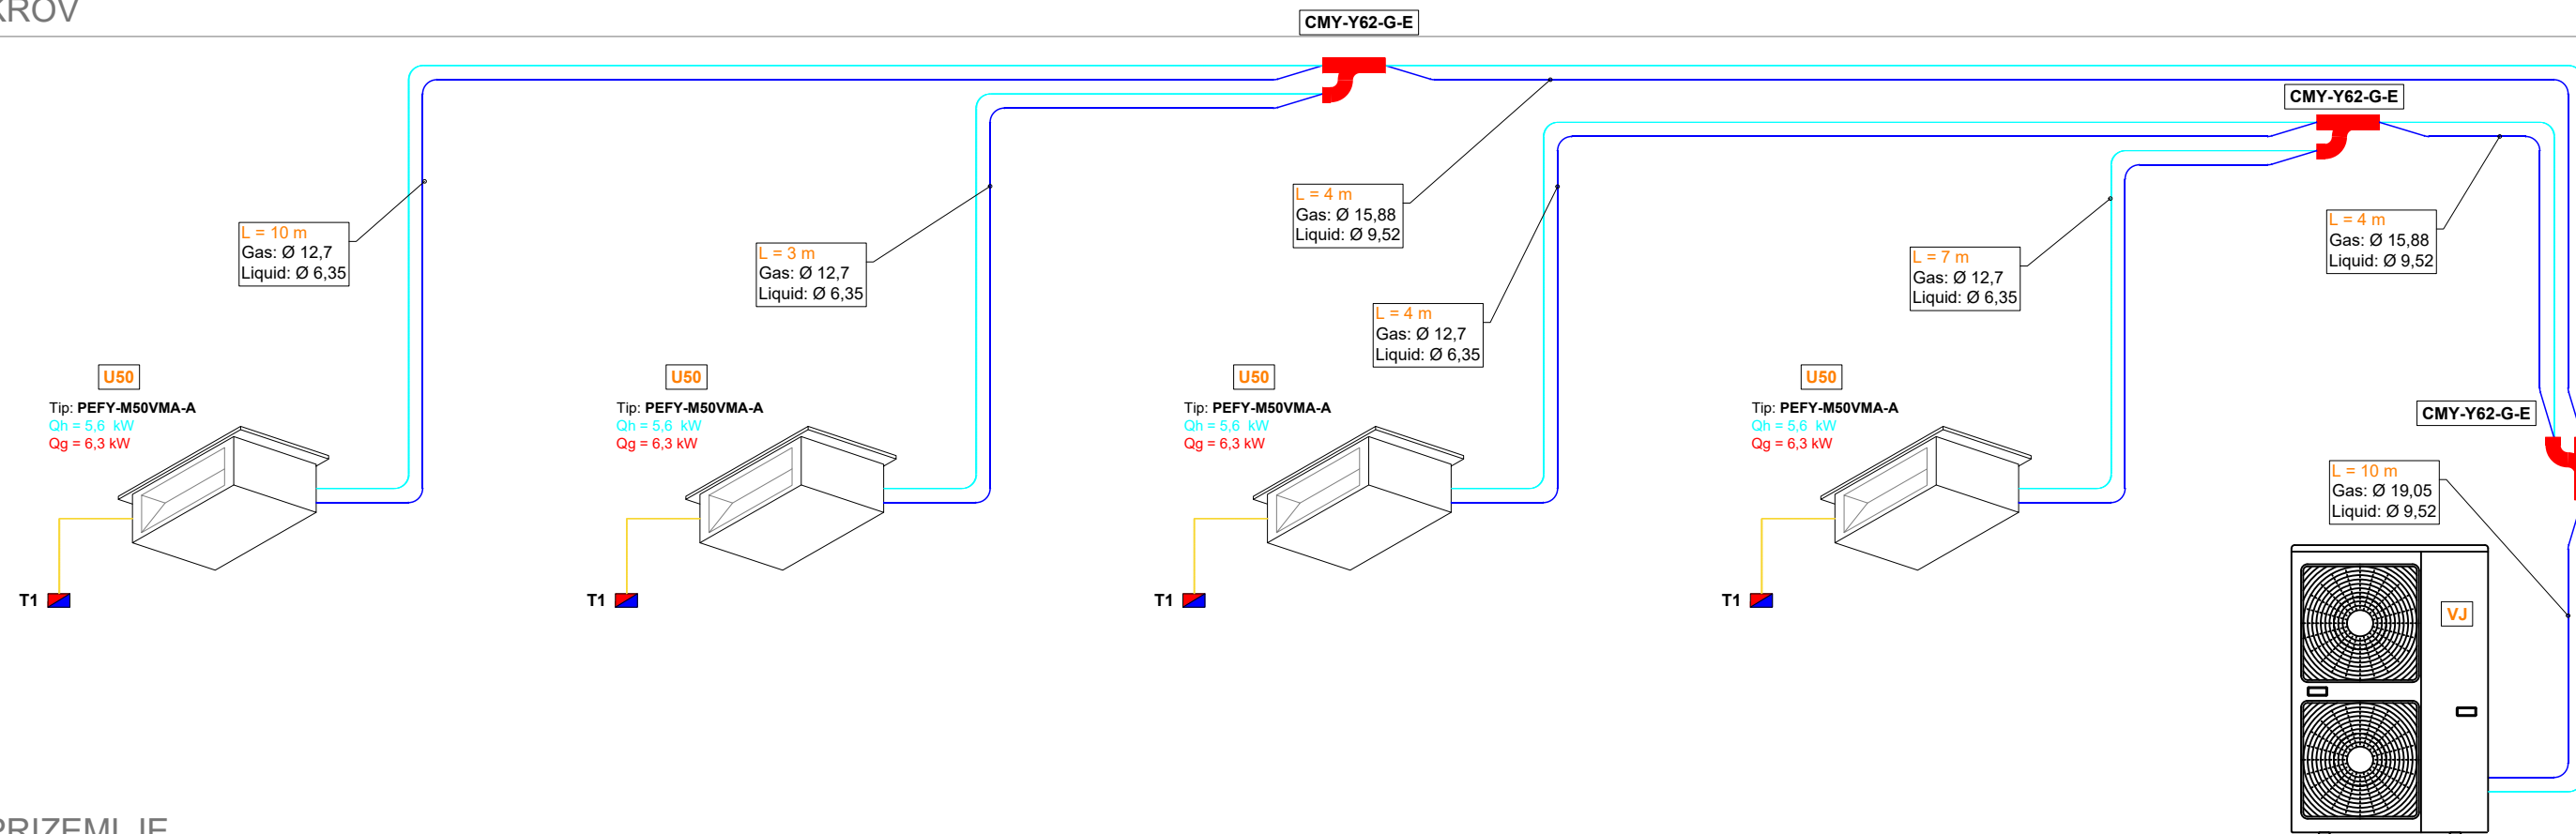 KROV
CMY-Y62-G-E
CMY-Y62-G-E
L = 10 m
Gas: Ø 12,7
Liquid: Ø 6,35
L = 3 m
Gas: Ø 12,7
Liquid: Ø 6,35
L = 4 m
Gas: Ø 15,88
Liquid: Ø 9,52
L = 4 m
Gas: Ø 12,7
Liquid: Ø 6,35
L = 7 m
Gas: Ø 12,7
Liquid: Ø 6,35
L = 4 m
Gas: Ø 15,88
Liquid: Ø 9,52
U50
Tip: PEFY-M50VMA-A
Qh = 5,6 kW
Qg = 6,3 kW
U50
Tip: PEFY-M50VMA-A
Qh = 5,6 kW
Qg = 6,3 kW
U50
Tip: PEFY-M50VMA-A
Qh = 5,6 kW
Qg = 6,3 kW
U50
Tip: PEFY-M50VMA-A
Qh = 5,6 kW
Qg = 6,3 kW
CMY-Y62-G-E
L = 10 m
Gas: Ø 19,05
Liquid: Ø 9,52
T1
T1
T1
T1
VJ
PRIZEMLJE